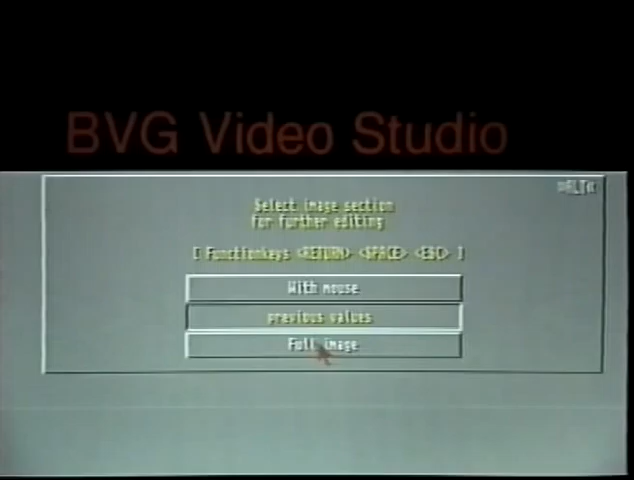 BVG Video Studio
Select image section
for further editing
[ Functionkeys <RETURN> <SPACE> <ESC> ]
With mouse
previous values
Full image